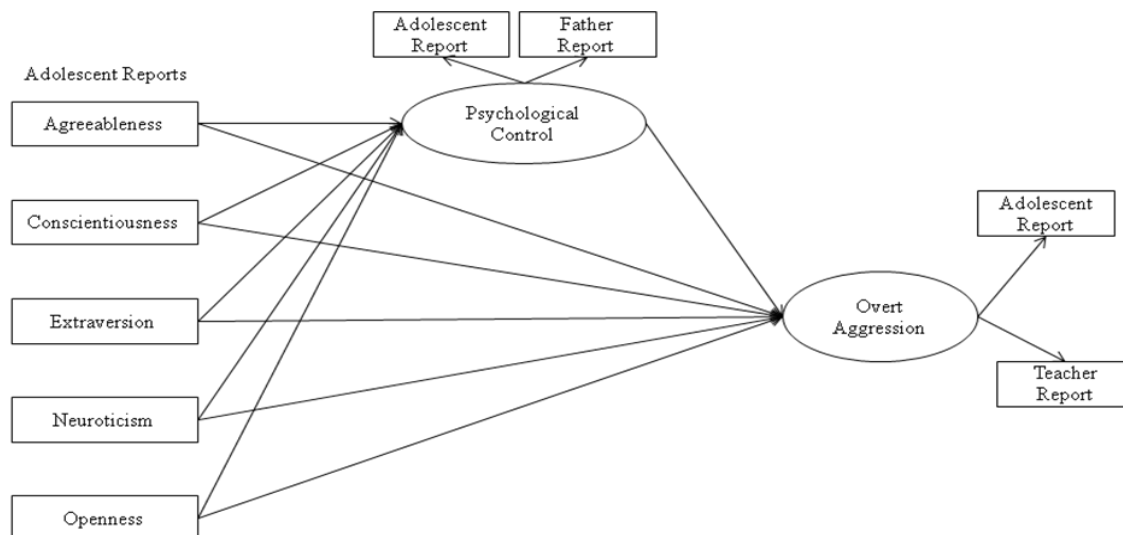 Adolescent
Report
Father
Report
Adolescent Reports
Agreeableness
Psychological
Control
Conscientiousness
Adolescent
Report
Extraversion
Overt
Aggression
Teacher
Report
Neuroticism
Openness